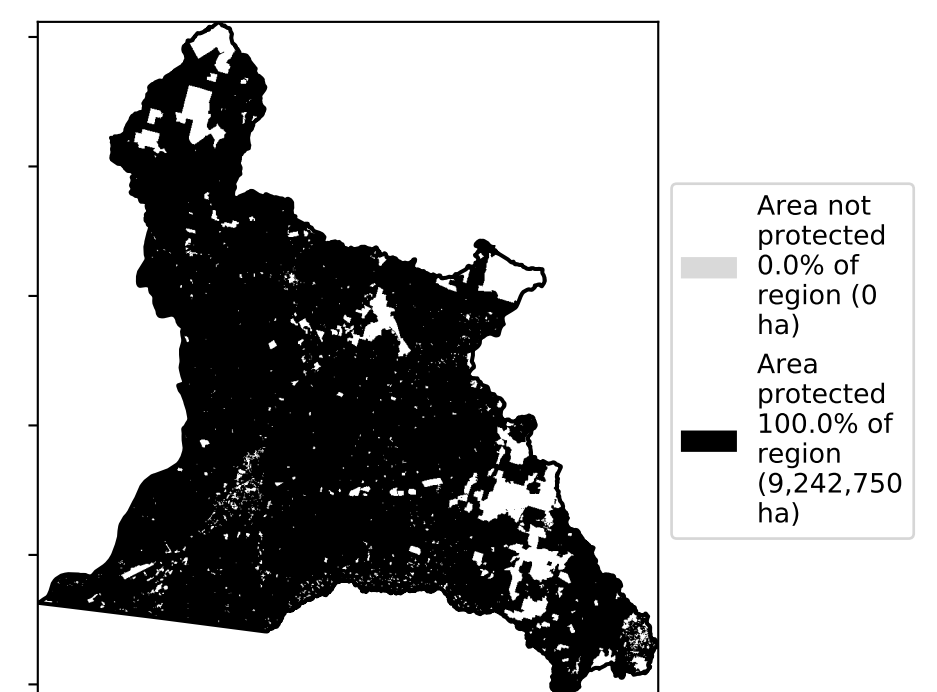 Area not
protected
0.0% of
region (0
ha)
Area
protected
100.0% of
region
(9,242,750
ha)